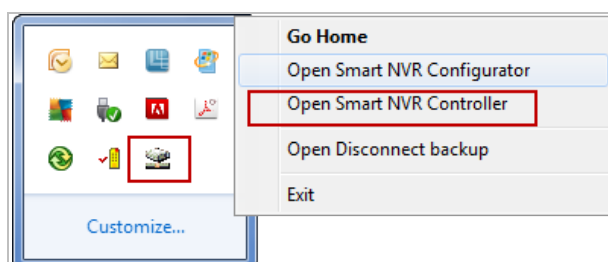 Go Home
Open Smart NVR Configurator
Open Smart NVR Controller
Open Disconnect backup
Exit
Customize...